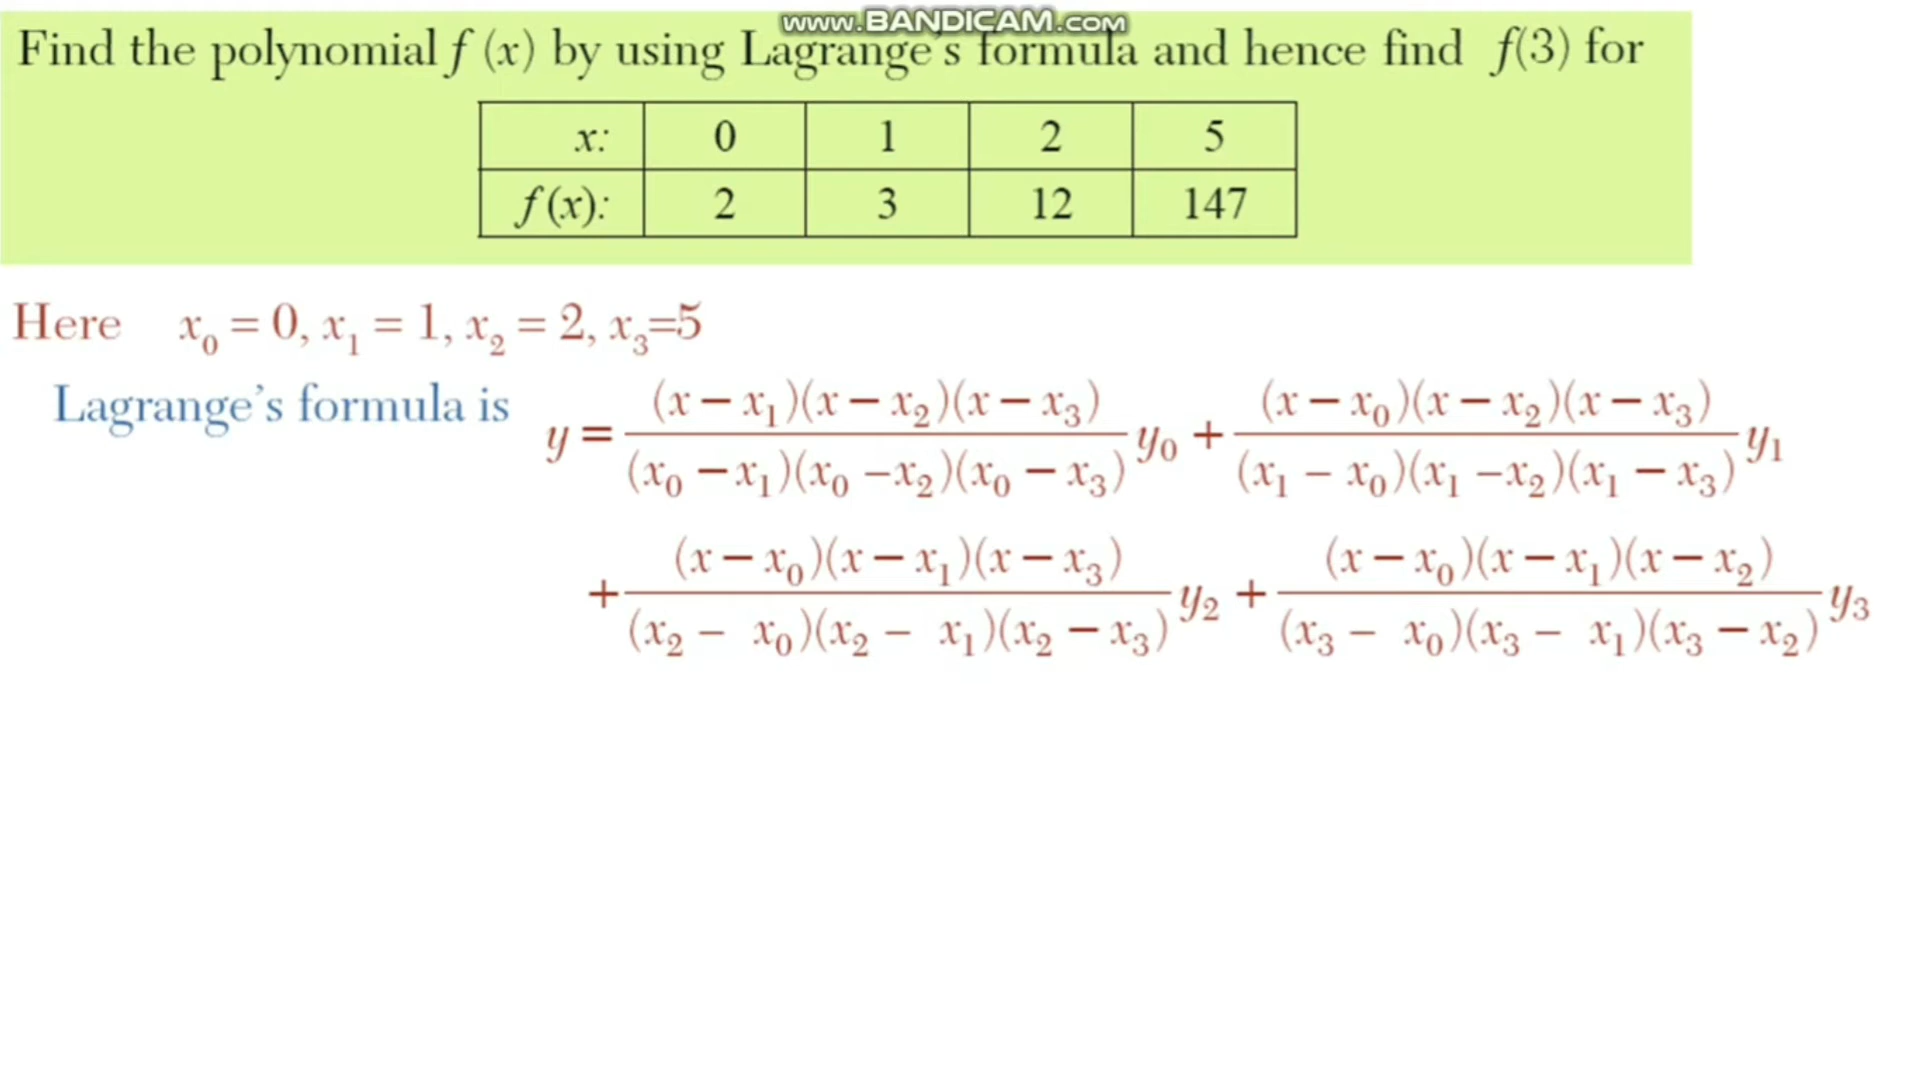 www.BANDICAM.com
Find the polynomial f (x) by using Lagrange's formula and hence find f(3) for
x: 0 1 2 5
f (x): 2 3 12 147
Here x₀ = 0, x₁ = 1, x₂ = 2, x₃=5
Lagrange's formula is
y = (x − x₁)(x − x₂)(x − x₃) / (x₀ − x₁)(x₀ − x₂)(x₀ − x₃) y₀ + (x − x₀)(x − x₂)(x − x₃) / (x₁ − x₀)(x₁ − x₂)(x₁ − x₃) y₁
+ (x − x₀)(x − x₁)(x − x₃) / (x₂ − x₀)(x₂ − x₁)(x₂ − x₃) y₂ + (x − x₀)(x − x₁)(x − x₂) / (x₃ − x₀)(x₃ − x₁)(x₃ − x₂) y₃